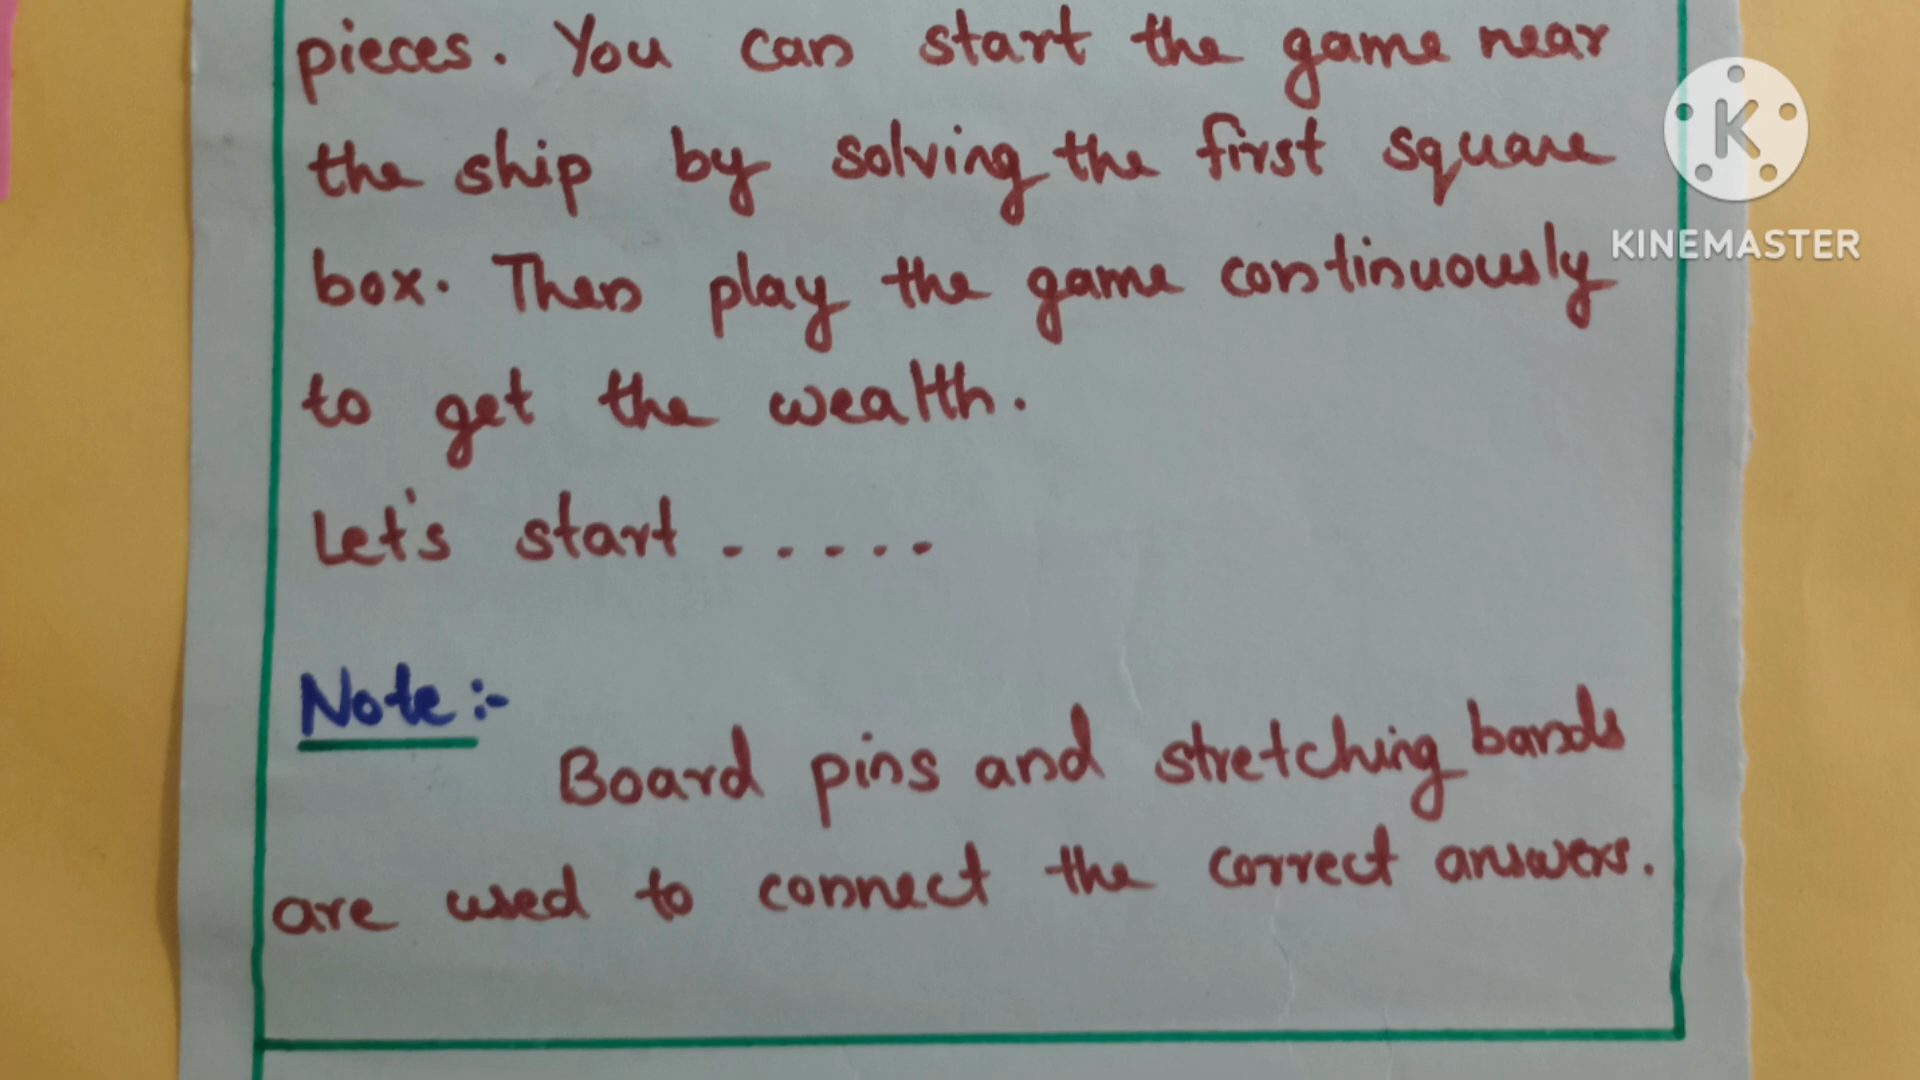 pieces. You can start the game near
the ship by solving the first square
box. Then play the game continuously
to get the wealth.
Let's start .....
Note:-
Board pins and stretching bands
are used to connect the correct answers.
K
KINEMASTER